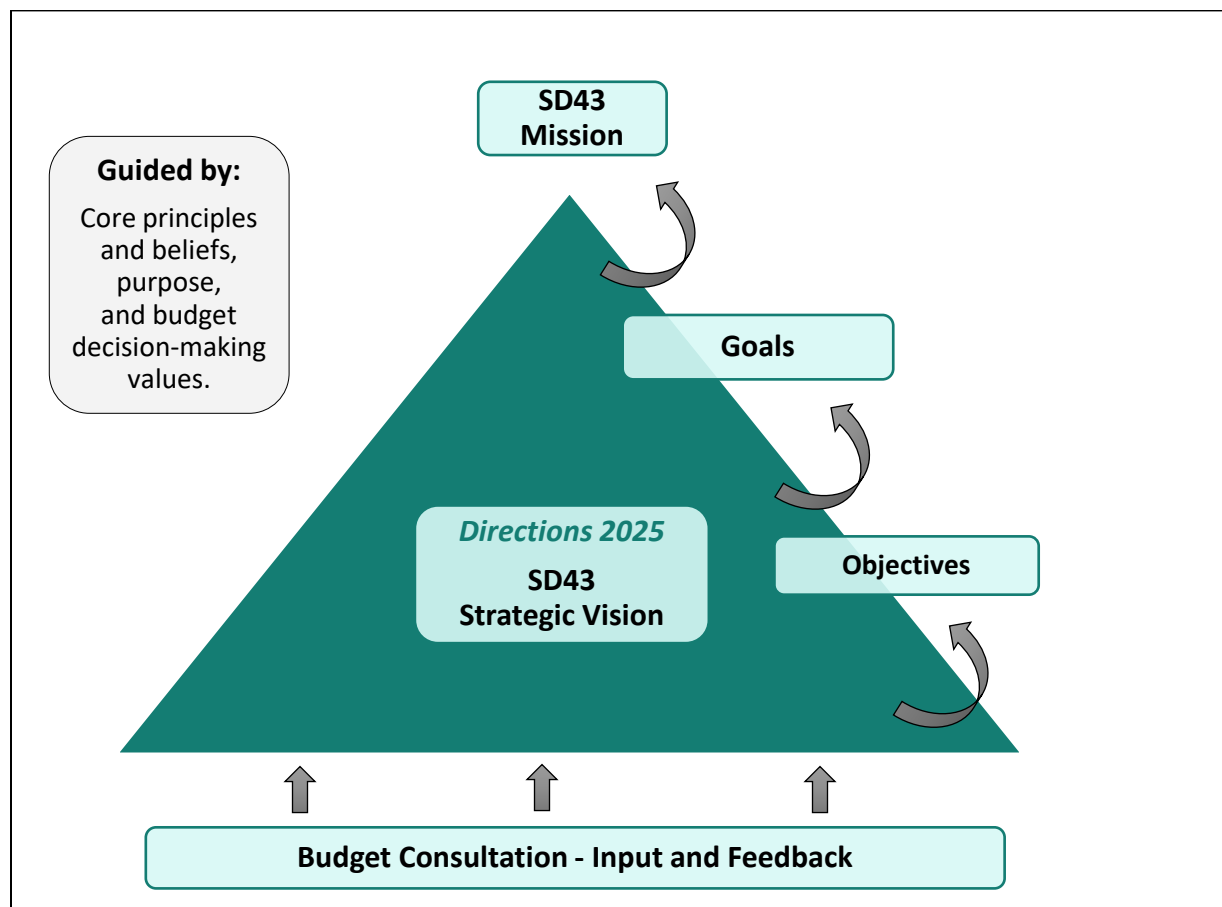 SD43
Mission
Guided by:
Core principles
and beliefs,
purpose,
and budget
decision-making
values.
Goals
Directions 2025
SD43
Strategic Vision
Objectives
Budget Consultation - Input and Feedback